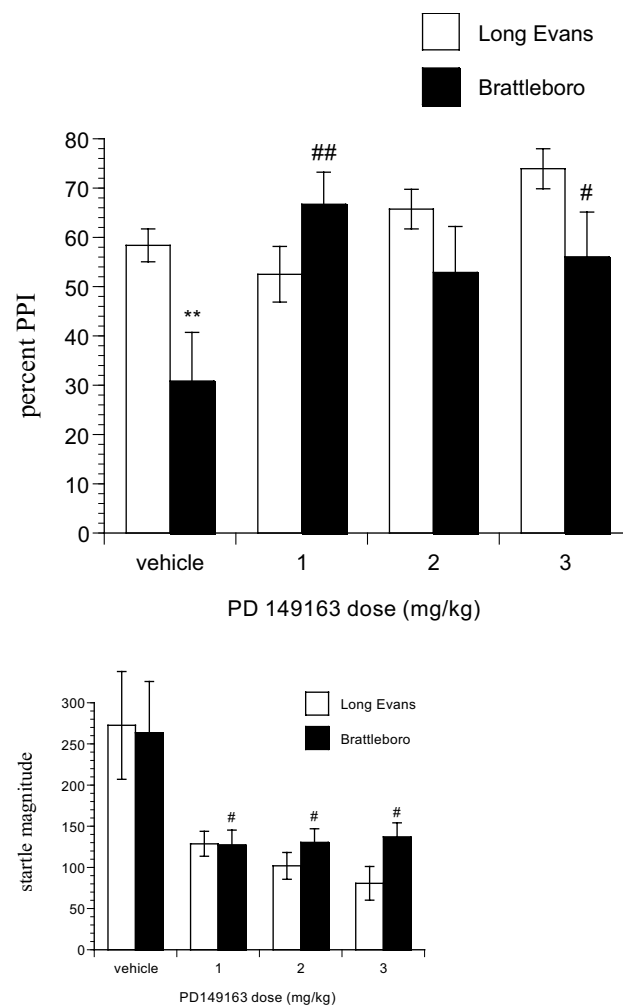 Long Evans
Brattleboro
80
70
60
50
40
30
20
10
0
percent PPI
**
##
#
vehicle 1 2 3
PD 149163 dose (mg/kg)
Long Evans
Brattleboro
300
250
200
150
100
50
0
startle magnitude
# # #
vehicle 1 2 3
PD149163 dose (mg/kg)